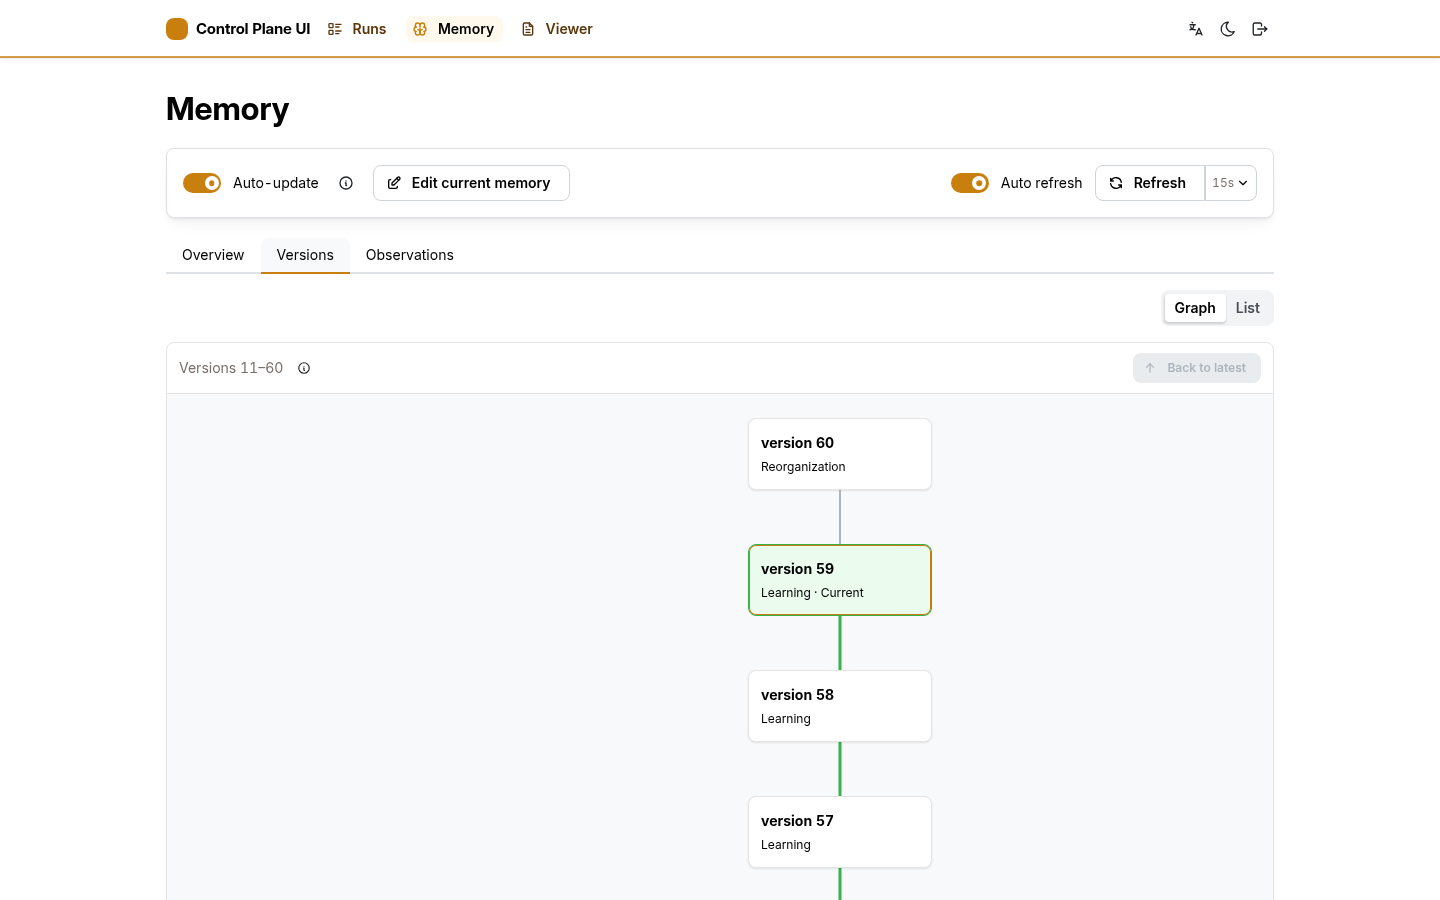 Control Plane UI
Runs
Memory
Viewer
Memory
Auto-update
Edit current memory
Auto refresh
Refresh
15s
Overview
Versions
Observations
Graph
List
Versions 11–60
Back to latest
version 60
Reorganization
version 59
Learning · Current
version 58
Learning
version 57
Learning